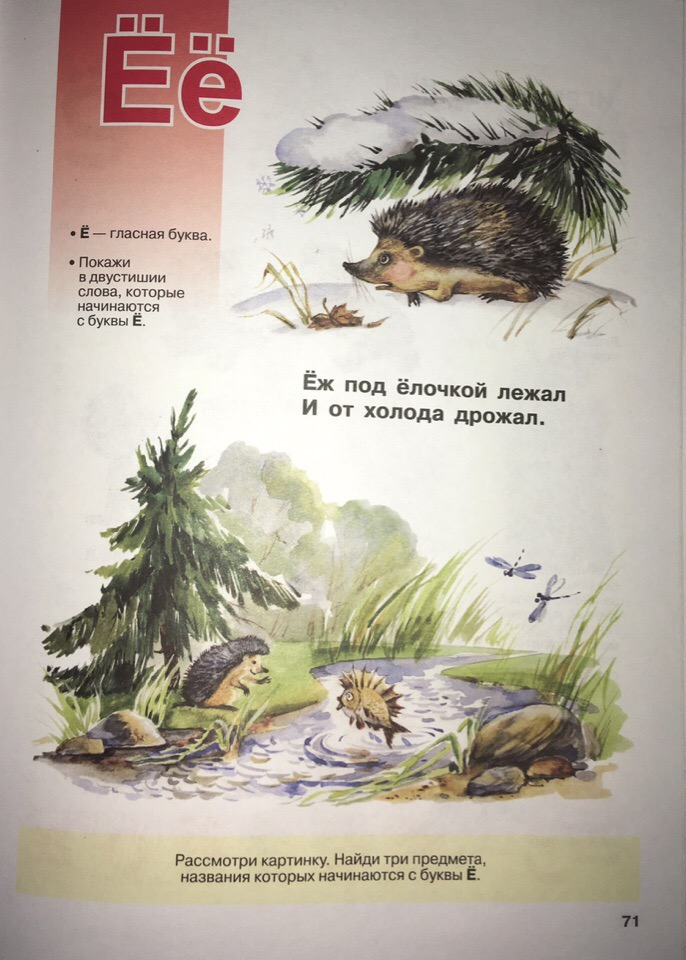 Ёё
• Ё — гласная буква.
• Покажи
в двустишии
слова, которые
начинаются
с буквы Ё.
Ёж под ёлочкой лежал
И от холода дрожал.
Рассмотри картинку. Найди три предмета,
названия которых начинаются с буквы Ё.
71